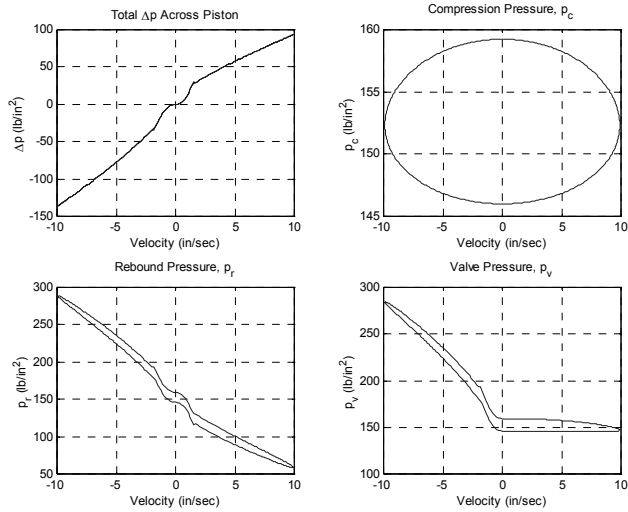 Total Δp Across Piston
100
50
0
-50
-100
-150
Δp (lb/in²)
-10 -5 0 5 10
Velocity (in/sec)
Compression Pressure, p_c
160
155
150
145
p_c (lb/in²)
-10 -5 0 5 10
Velocity (in/sec)
Rebound Pressure, p_r
300
250
200
150
100
50
p_r (lb/in²)
-10 -5 0 5 10
Velocity (in/sec)
Valve Pressure, p_v
300
250
200
150
100
p_v (lb/in²)
-10 -5 0 5 10
Velocity (in/sec)